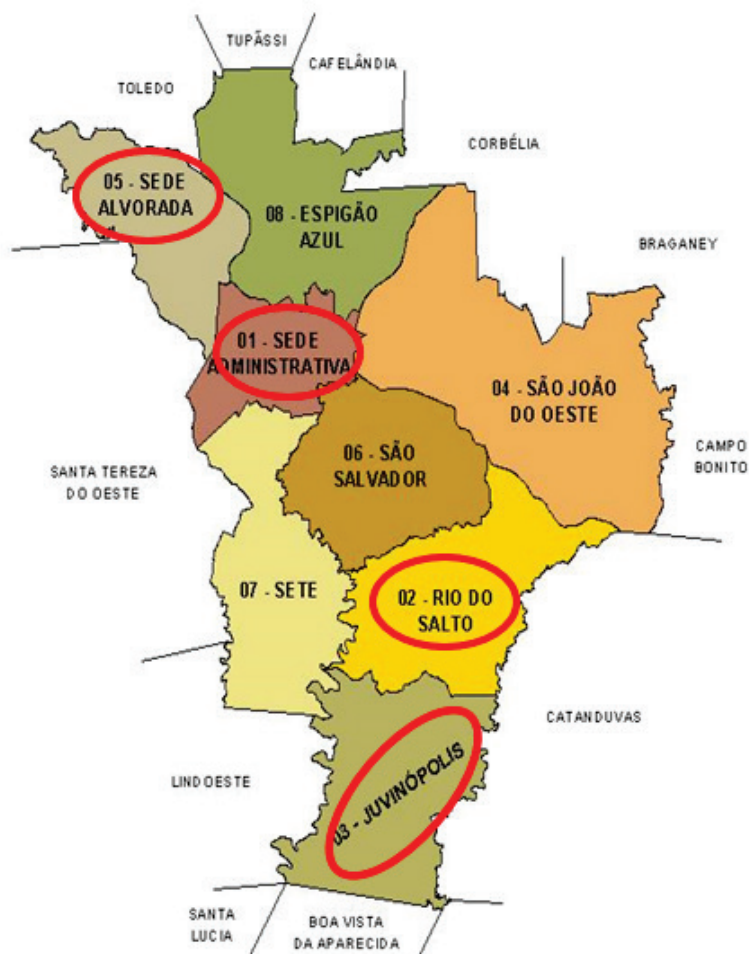 TUPÃSSI
CAFELÂNDIA
TOLEDO
CORBÉLIA
05 - SEDE
ALVORADA
08 - ESPIGÃO
AZUL
BRAGANEY
01 - SEDE
ADMINISTRATIVA
04 - SÃO JOÃO
DO OESTE
06 - SÃO
SALVADOR
SANTA TEREZA
DO OESTE
CAMPO
BONITO
07 - SETE
02 - RIO DO
SALTO
CATANDUVAS
LINDOESTE
03 - JUVINÓPOLIS
SANTA
LUCIA
BOA VISTA
DA APARECIDA